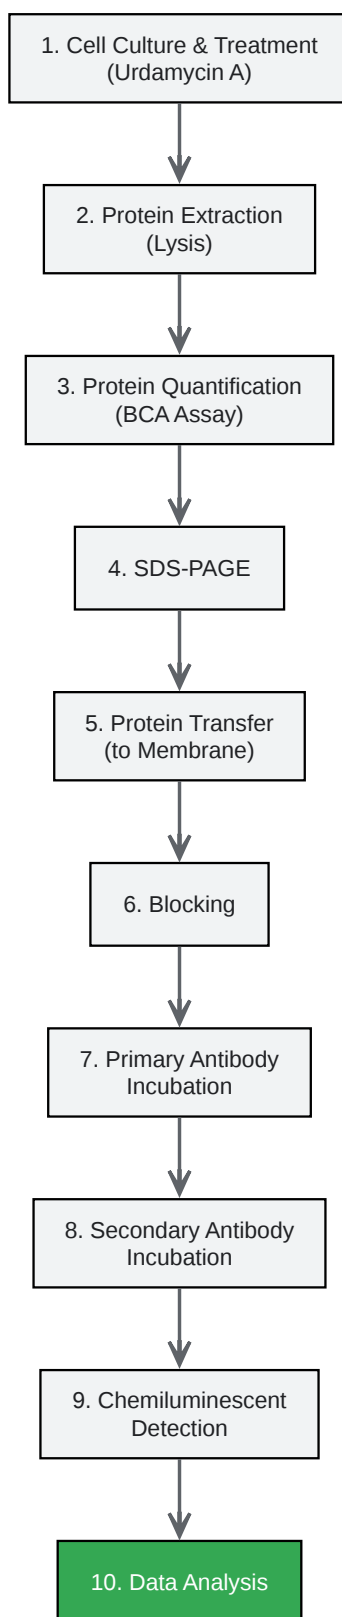 1. Cell Culture & Treatment
(Urdamycin A)
2. Protein Extraction
(Lysis)
3. Protein Quantification
(BCA Assay)
4. SDS-PAGE
5. Protein Transfer
(to Membrane)
6. Blocking
7. Primary Antibody
Incubation
8. Secondary Antibody
Incubation
9. Chemiluminescent
Detection
10. Data Analysis